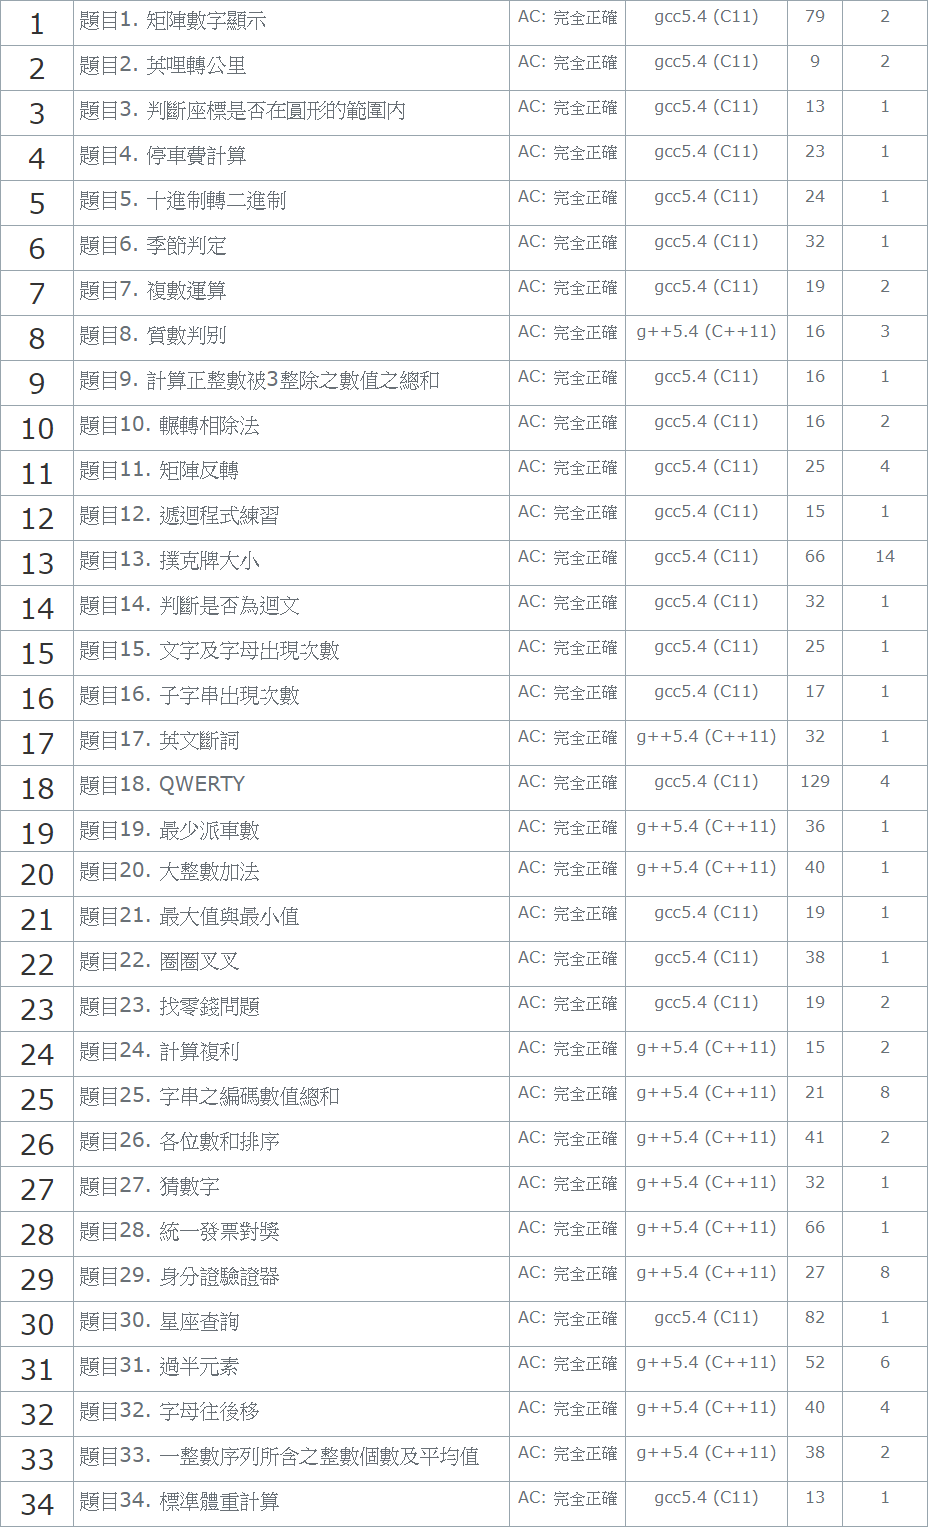 1 題目1. 矩陣數字顯示 AC: 完全正確 gcc5.4 (C11) 79 2
2 題目2. 英哩轉公里 AC: 完全正確 gcc5.4 (C11) 9 2
3 題目3. 判斷座標是否在圓形的範圍內 AC: 完全正確 gcc5.4 (C11) 13 1
4 題目4. 停車費計算 AC: 完全正確 gcc5.4 (C11) 23 1
5 題目5. 十進制轉二進制 AC: 完全正確 gcc5.4 (C11) 24 1
6 題目6. 季節判定 AC: 完全正確 gcc5.4 (C11) 32 1
7 題目7. 複數運算 AC: 完全正確 gcc5.4 (C11) 19 2
8 題目8. 質數判別 AC: 完全正確 g++5.4 (C++11) 16 3
9 題目9. 計算正整數被3整除之數值之總和 AC: 完全正確 gcc5.4 (C11) 16 1
10 題目10. 輾轉相除法 AC: 完全正確 gcc5.4 (C11) 16 2
11 題目11. 矩陣反轉 AC: 完全正確 gcc5.4 (C11) 25 4
12 題目12. 遞迴程式練習 AC: 完全正確 gcc5.4 (C11) 15 1
13 題目13. 撲克牌大小 AC: 完全正確 gcc5.4 (C11) 66 14
14 題目14. 判斷是否為迴文 AC: 完全正確 gcc5.4 (C11) 32 1
15 題目15. 文字及字母出現次數 AC: 完全正確 gcc5.4 (C11) 25 1
16 題目16. 子字串出現次數 AC: 完全正確 gcc5.4 (C11) 17 1
17 題目17. 英文斷詞 AC: 完全正確 g++5.4 (C++11) 32 1
18 題目18. QWERTY AC: 完全正確 gcc5.4 (C11) 129 4
19 題目19. 最少派車數 AC: 完全正確 g++5.4 (C++11) 36 1
20 題目20. 大整數加法 AC: 完全正確 g++5.4 (C++11) 40 1
21 題目21. 最大值與最小值 AC: 完全正確 gcc5.4 (C11) 19 1
22 題目22. 圈圈叉叉 AC: 完全正確 gcc5.4 (C11) 38 1
23 題目23. 找零錢問題 AC: 完全正確 gcc5.4 (C11) 19 2
24 題目24. 計算複利 AC: 完全正確 g++5.4 (C++11) 15 2
25 題目25. 字串之編碼數值總和 AC: 完全正確 g++5.4 (C++11) 21 8
26 題目26. 各位數和排序 AC: 完全正確 g++5.4 (C++11) 41 2
27 題目27. 猜數字 AC: 完全正確 g++5.4 (C++11) 32 1
28 題目28. 統一發票對獎 AC: 完全正確 g++5.4 (C++11) 66 1
29 題目29. 身分證驗證器 AC: 完全正確 g++5.4 (C++11) 27 8
30 題目30. 星座查詢 AC: 完全正確 gcc5.4 (C11) 82 1
31 題目31. 過半元素 AC: 完全正確 g++5.4 (C++11) 52 6
32 題目32. 字母往後移 AC: 完全正確 g++5.4 (C++11) 40 4
33 題目33. 一整數序列所含之整數個數及平均值 AC: 完全正確 g++5.4 (C++11) 38 2
34 題目34. 標準體重計算 AC: 完全正確 gcc5.4 (C11) 13 1